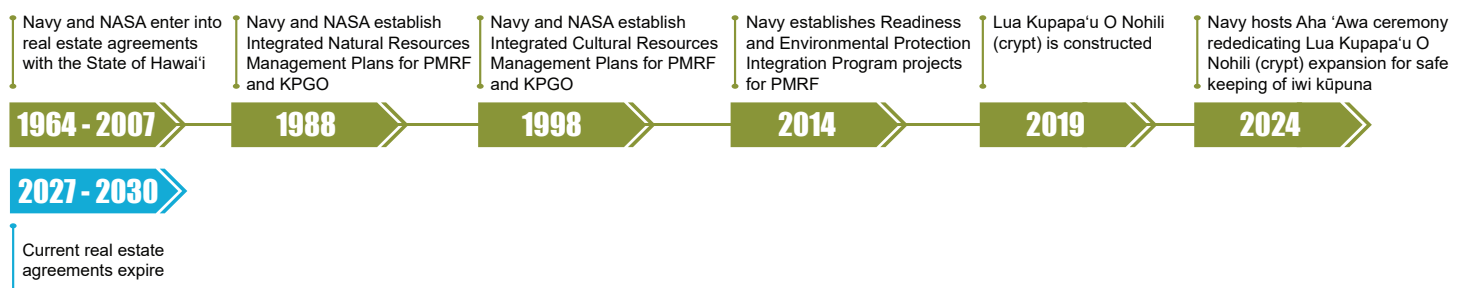 Navy and NASA enter into
real estate agreements
with the State of Hawai‘i
1964 - 2007
Navy and NASA establish
Integrated Natural Resources
Management Plans for PMRF
and KPGO
1988
Navy and NASA establish
Integrated Cultural Resources
Management Plans for PMRF
and KPGO
1998
Navy establishes Readiness
and Environmental Protection
Integration Program projects
for PMRF
2014
Lua Kupapa‘u O Nohili
(crypt) is constructed
2019
Navy hosts Aha ‘Awa ceremony
rededicating Lua Kupapa‘u O
Nohili (crypt) expansion for safe
keeping of iwi kūpuna
2024
2027 - 2030
Current real estate
agreements expire